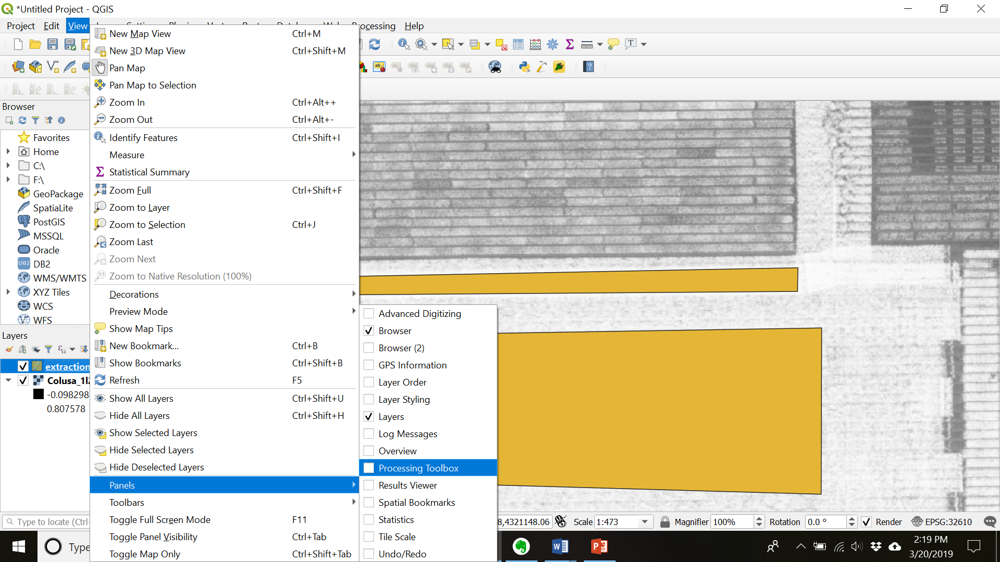 *Untitled Project - QGIS
Project Edit View Processing Help
New Map View Ctrl+M
New 3D Map View Ctrl+Shift+M
Pan Map
Pan Map to Selection
Zoom In Ctrl+Alt++
Zoom Out Ctrl+Alt+-
Identify Features Ctrl+Shift+I
Measure
Statistical Summary
Zoom Full Ctrl+Shift+F
Zoom to Layer
Zoom to Selection Ctrl+J
Zoom Last
Zoom Next
Zoom to Native Resolution (100%)
Decorations
Preview Mode
Show Map Tips
New Bookmark... Ctrl+B
Show Bookmarks Ctrl+Shift+B
Refresh F5
Show All Layers Ctrl+Shift+U
Hide All Layers Ctrl+Shift+H
Show Selected Layers
Hide Selected Layers
Hide Deselected Layers
Panels
Toolbars
Toggle Full Screen Mode F11
Toggle Panel Visibility Ctrl+Tab
Toggle Map Only Ctrl+Shift+Tab
Advanced Digitizing
Browser
Browser (2)
GPS Information
Layer Order
Layer Styling
Layers
Log Messages
Overview
Processing Toolbox
Results Viewer
Spatial Bookmarks
Statistics
Tile Scale
Undo/Redo
Browser
Favorites
Home
C:\
F:\
GeoPackage
SpatiaLite
PostGIS
MSSQL
Oracle
DB2
WMS/WMTS
XYZ Tiles
WCS
WFS
Layers
extraction
Colusa_1l2
-0.098298
0.807578
Type to locate (Ctrl+
8,4321148.06 Scale 1:473 Magnifier 100% Rotation 0.0 ° Render EPSG:32610
Type
2:19 PM
3/20/2019